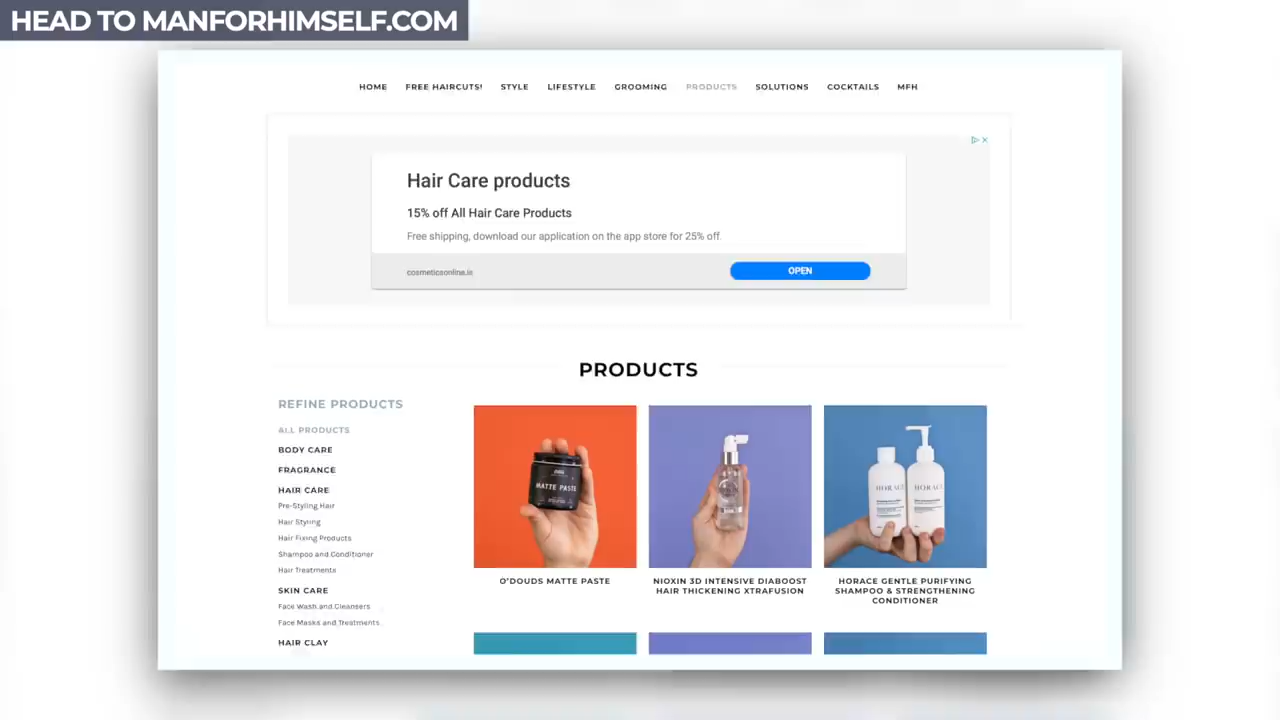 HEAD TO MANFORHIMSELF.COM
HOME FREE HAIRCUTS! STYLE LIFESTYLE GROOMING PRODUCTS SOLUTIONS COCKTAILS MFH
Hair Care products
15% off All Hair Care Products
Free shipping, download our application on the app store for 25% off.
cosmeticsonline.ie
OPEN
PRODUCTS
REFINE PRODUCTS
ALL PRODUCTS
BODY CARE
FRAGRANCE
HAIR CARE
Pre-Styling Hair
Hair Styling
Hair Fixing Products
Shampoo and Conditioner
Hair Treatments
SKIN CARE
Face Wash and Cleansers
Face Masks and Treatments
HAIR CLAY
MATTE PASTE
HORACE HORACE
O'DOUDS MATTE PASTE
NIOXIN 3D INTENSIVE DIABOOST
HAIR THICKENING XTRAFUSION
HORACE GENTLE PURIFYING
SHAMPOO & STRENGTHENING
CONDITIONER